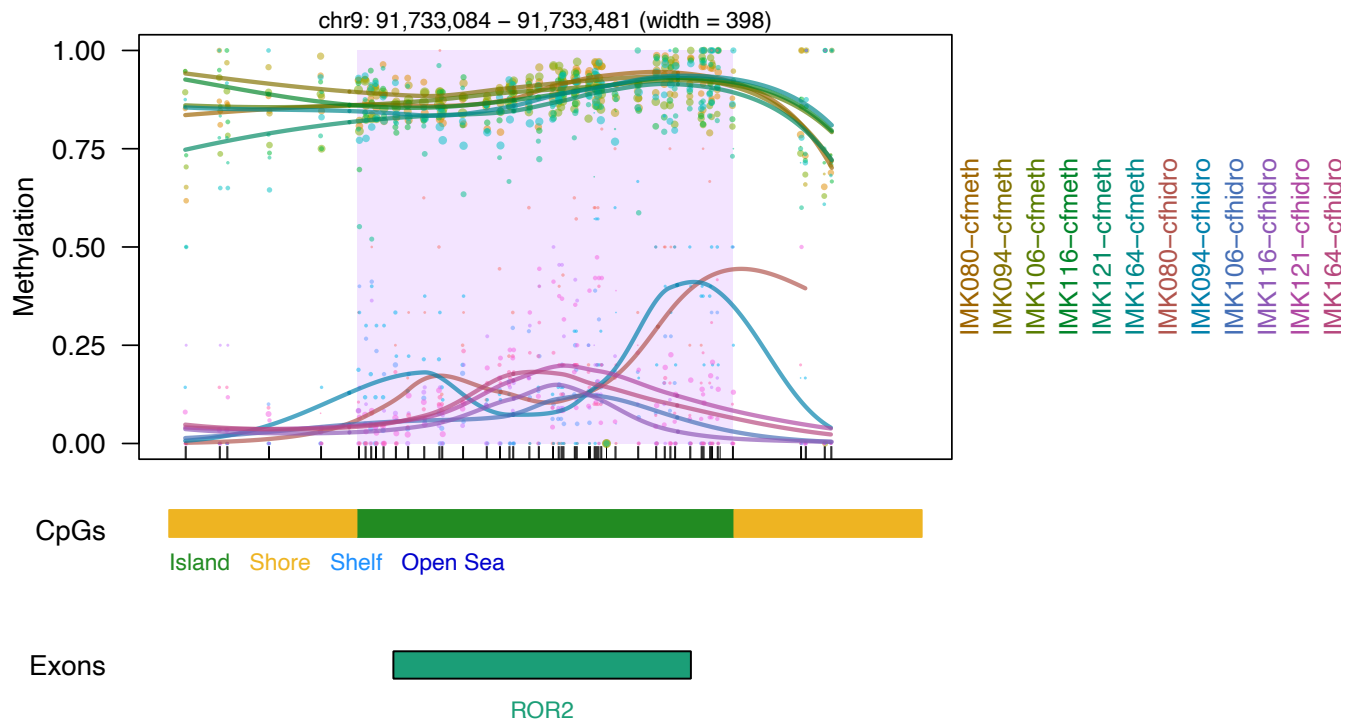 chr9: 91,733,084 − 91,733,481 (width = 398)
1.00
0.75
0.50
0.25
0.00
Methylation
IMK080−cfmeth
IMK094−cfmeth
IMK106−cfmeth
IMK116−cfmeth
IMK121−cfmeth
IMK164−cfmeth
IMK080−cfhidro
IMK094−cfhidro
IMK106−cfhidro
IMK116−cfhidro
IMK121−cfhidro
IMK164−cfhidro
CpGs
Island Shore Shelf Open Sea
Exons
ROR2